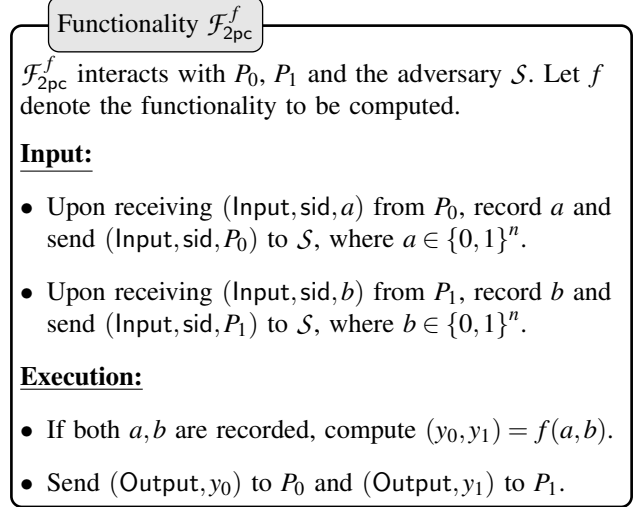 Functionality ℱ_2pc^f
ℱ_2pc^f interacts with P₀, P₁ and the adversary 𝒮. Let f
denote the functionality to be computed.
Input:
• Upon receiving (Input, sid, a) from P₀, record a and
send (Input, sid, P₀) to 𝒮, where a ∈ {0, 1}ⁿ.
• Upon receiving (Input, sid, b) from P₁, record b and
send (Input, sid, P₁) to 𝒮, where b ∈ {0, 1}ⁿ.
Execution:
• If both a, b are recorded, compute (y₀, y₁) = f(a, b).
• Send (Output, y₀) to P₀ and (Output, y₁) to P₁.